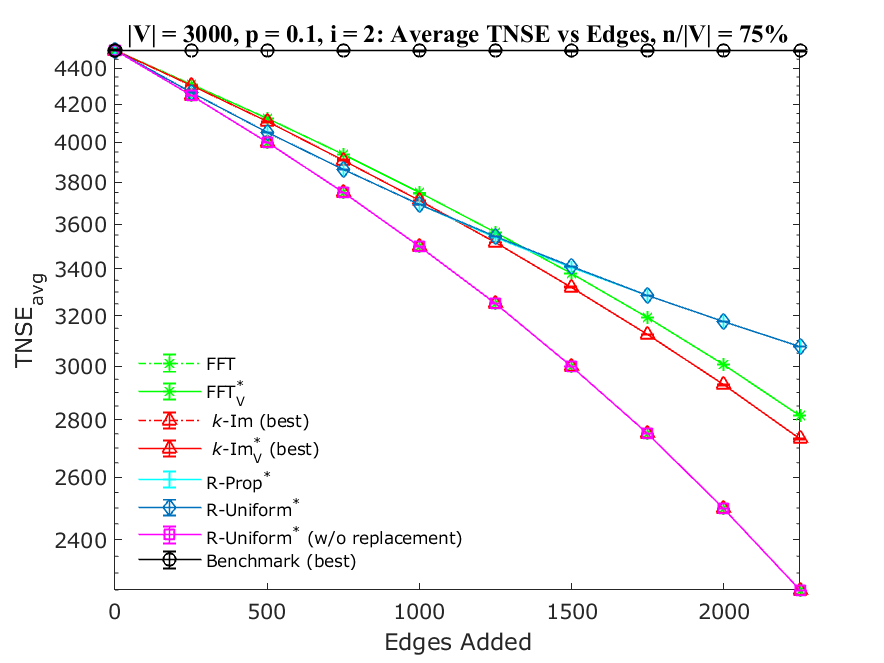 |V| = 3000, p = 0.1, i = 2: Average TNSE vs Edges, n/|V| = 75%
4400
4200
4000
3800
3600
3400
3200
3000
2800
2600
2400
TNSE_avg
FFT
FFT*_V
k-Im (best)
k-Im*_V (best)
R-Prop*
R-Uniform*
R-Uniform* (w/o replacement)
Benchmark (best)
0 500 1000 1500 2000
Edges Added